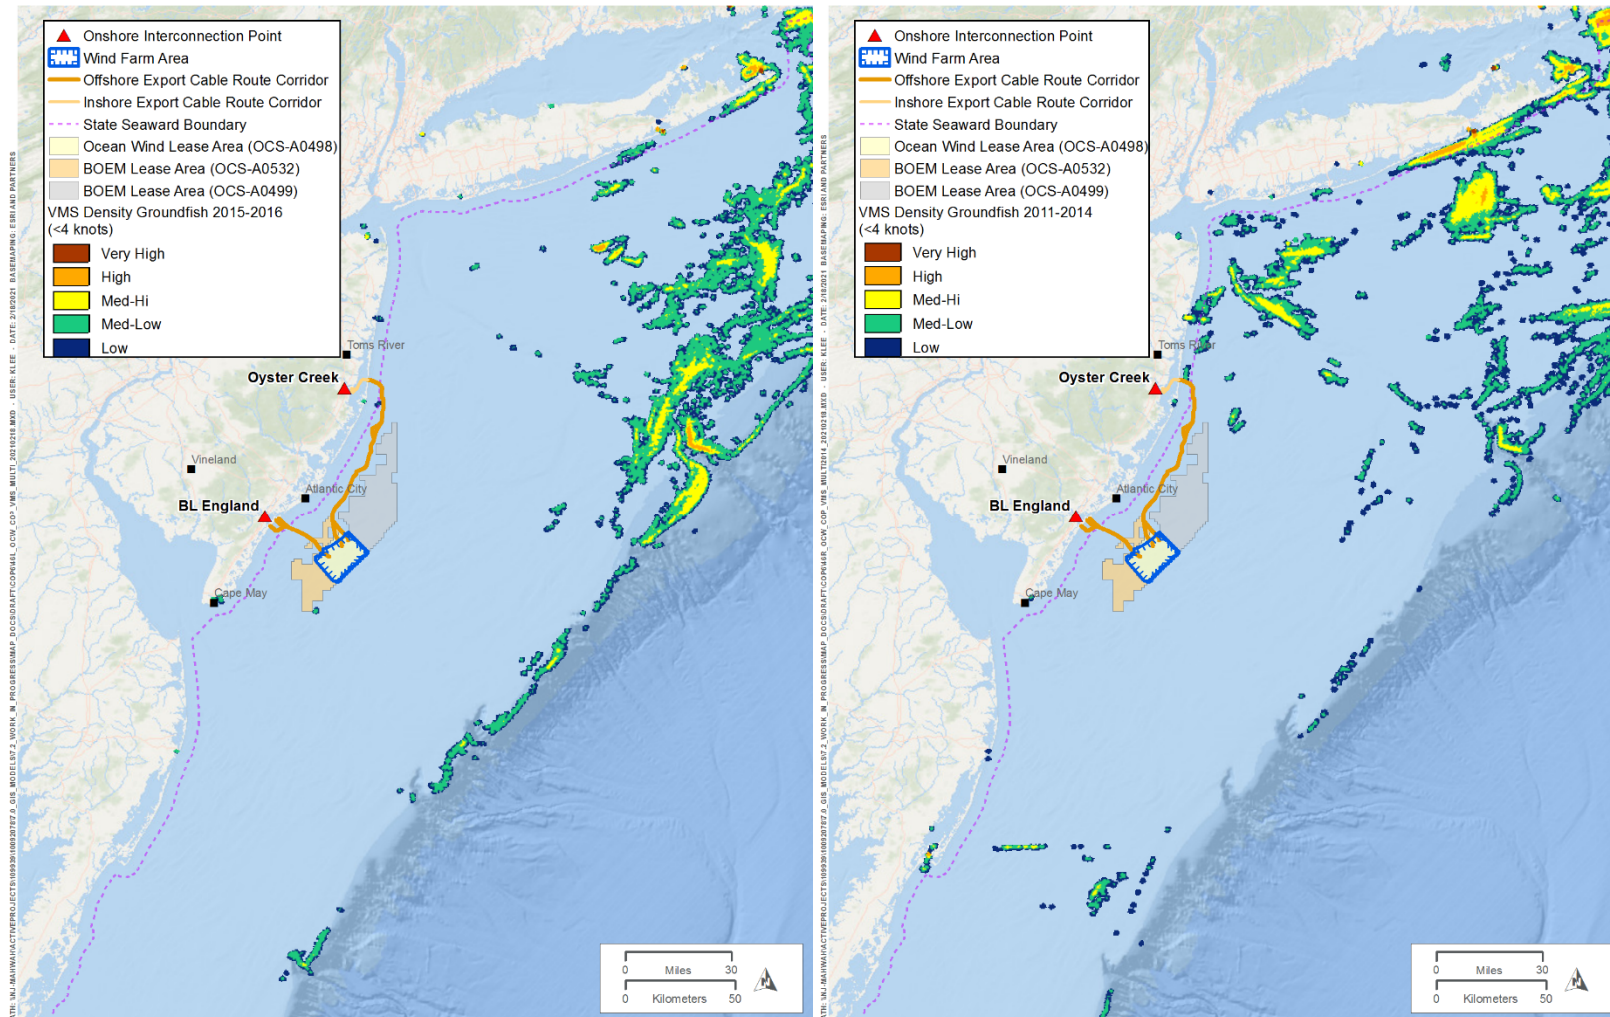 Onshore Interconnection Point
Wind Farm Area
Offshore Export Cable Route Corridor
Inshore Export Cable Route Corridor
State Seaward Boundary
Ocean Wind Lease Area (OCS-A0498)
BOEM Lease Area (OCS-A0532)
BOEM Lease Area (OCS-A0499)
VMS Density Groundfish 2015-2016
(<4 knots)
Very High
High
Med-Hi
Med-Low
Low
Toms River
Oyster Creek
Vineland
Atlantic City
BL England
Cape May
0 Miles 30
0 Kilometers 50
N
Onshore Interconnection Point
Wind Farm Area
Offshore Export Cable Route Corridor
Inshore Export Cable Route Corridor
State Seaward Boundary
Ocean Wind Lease Area (OCS-A0498)
BOEM Lease Area (OCS-A0532)
BOEM Lease Area (OCS-A0499)
VMS Density Groundfish 2011-2014
(<4 knots)
Very High
High
Med-Hi
Med-Low
Low
Toms River
Oyster Creek
Vineland
Atlantic City
BL England
Cape May
0 Miles 30
0 Kilometers 50
N